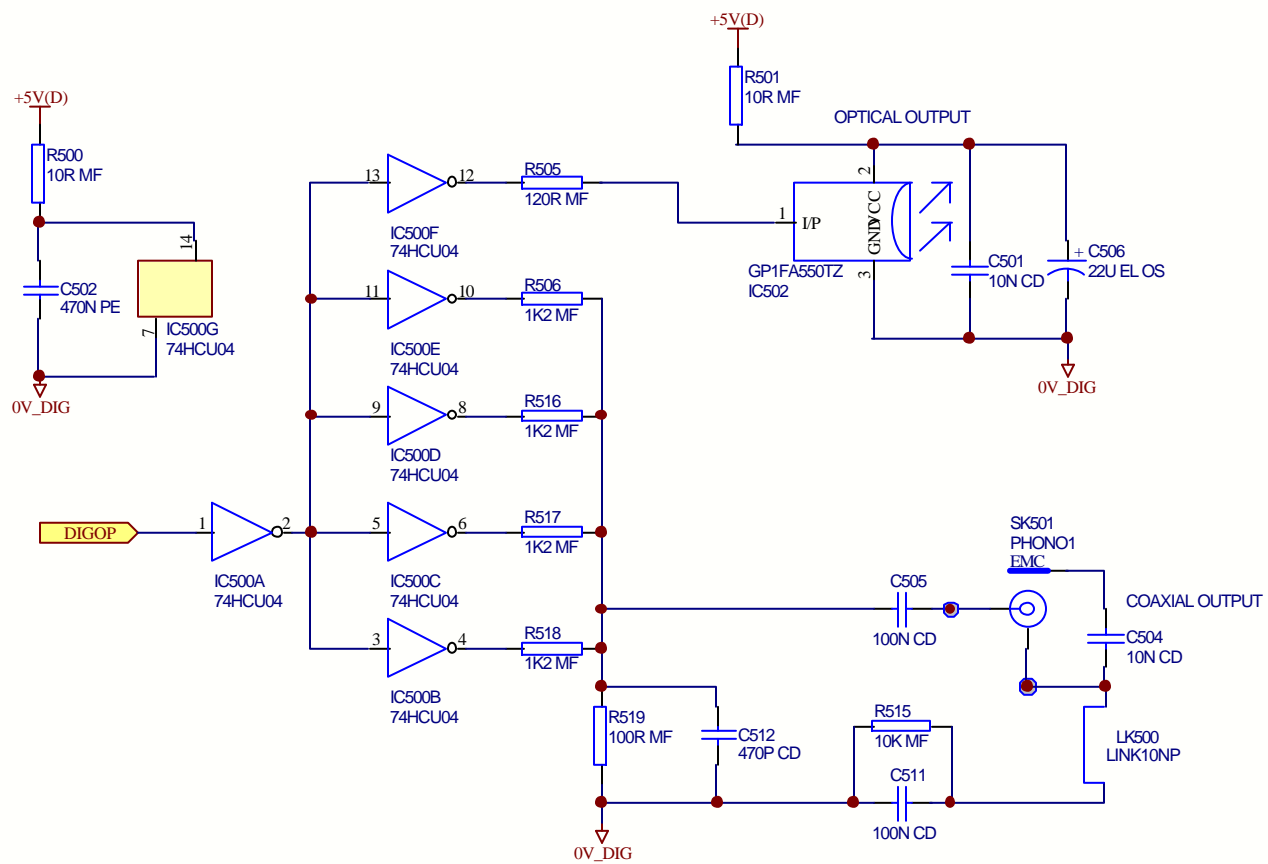 +5V(D)
R501
10R MF
+5V(D)
OPTICAL OUTPUT
R500
10R MF
13
12
R505
120R MF
2
1
I/P
VCC
GND
3
IC500F
74HCU04
14
C502
470N PE
7
IC500G
74HCU04
0V_DIG
GP1FA550TZ
IC502
C501
10N CD
+
C506
22U EL OS
0V_DIG
11
10
R506
1K2 MF
IC500E
74HCU04
9
8
R516
1K2 MF
IC500D
74HCU04
DIGOP
1
2
IC500A
74HCU04
5
6
R517
1K2 MF
IC500C
74HCU04
SK501
PHONO1
EMC
C505
100N CD
COAXIAL OUTPUT
C504
10N CD
3
4
R518
1K2 MF
IC500B
74HCU04
R519
100R MF
C512
470P CD
R515
10K MF
C511
100N CD
LK500
LINK10NP
0V_DIG